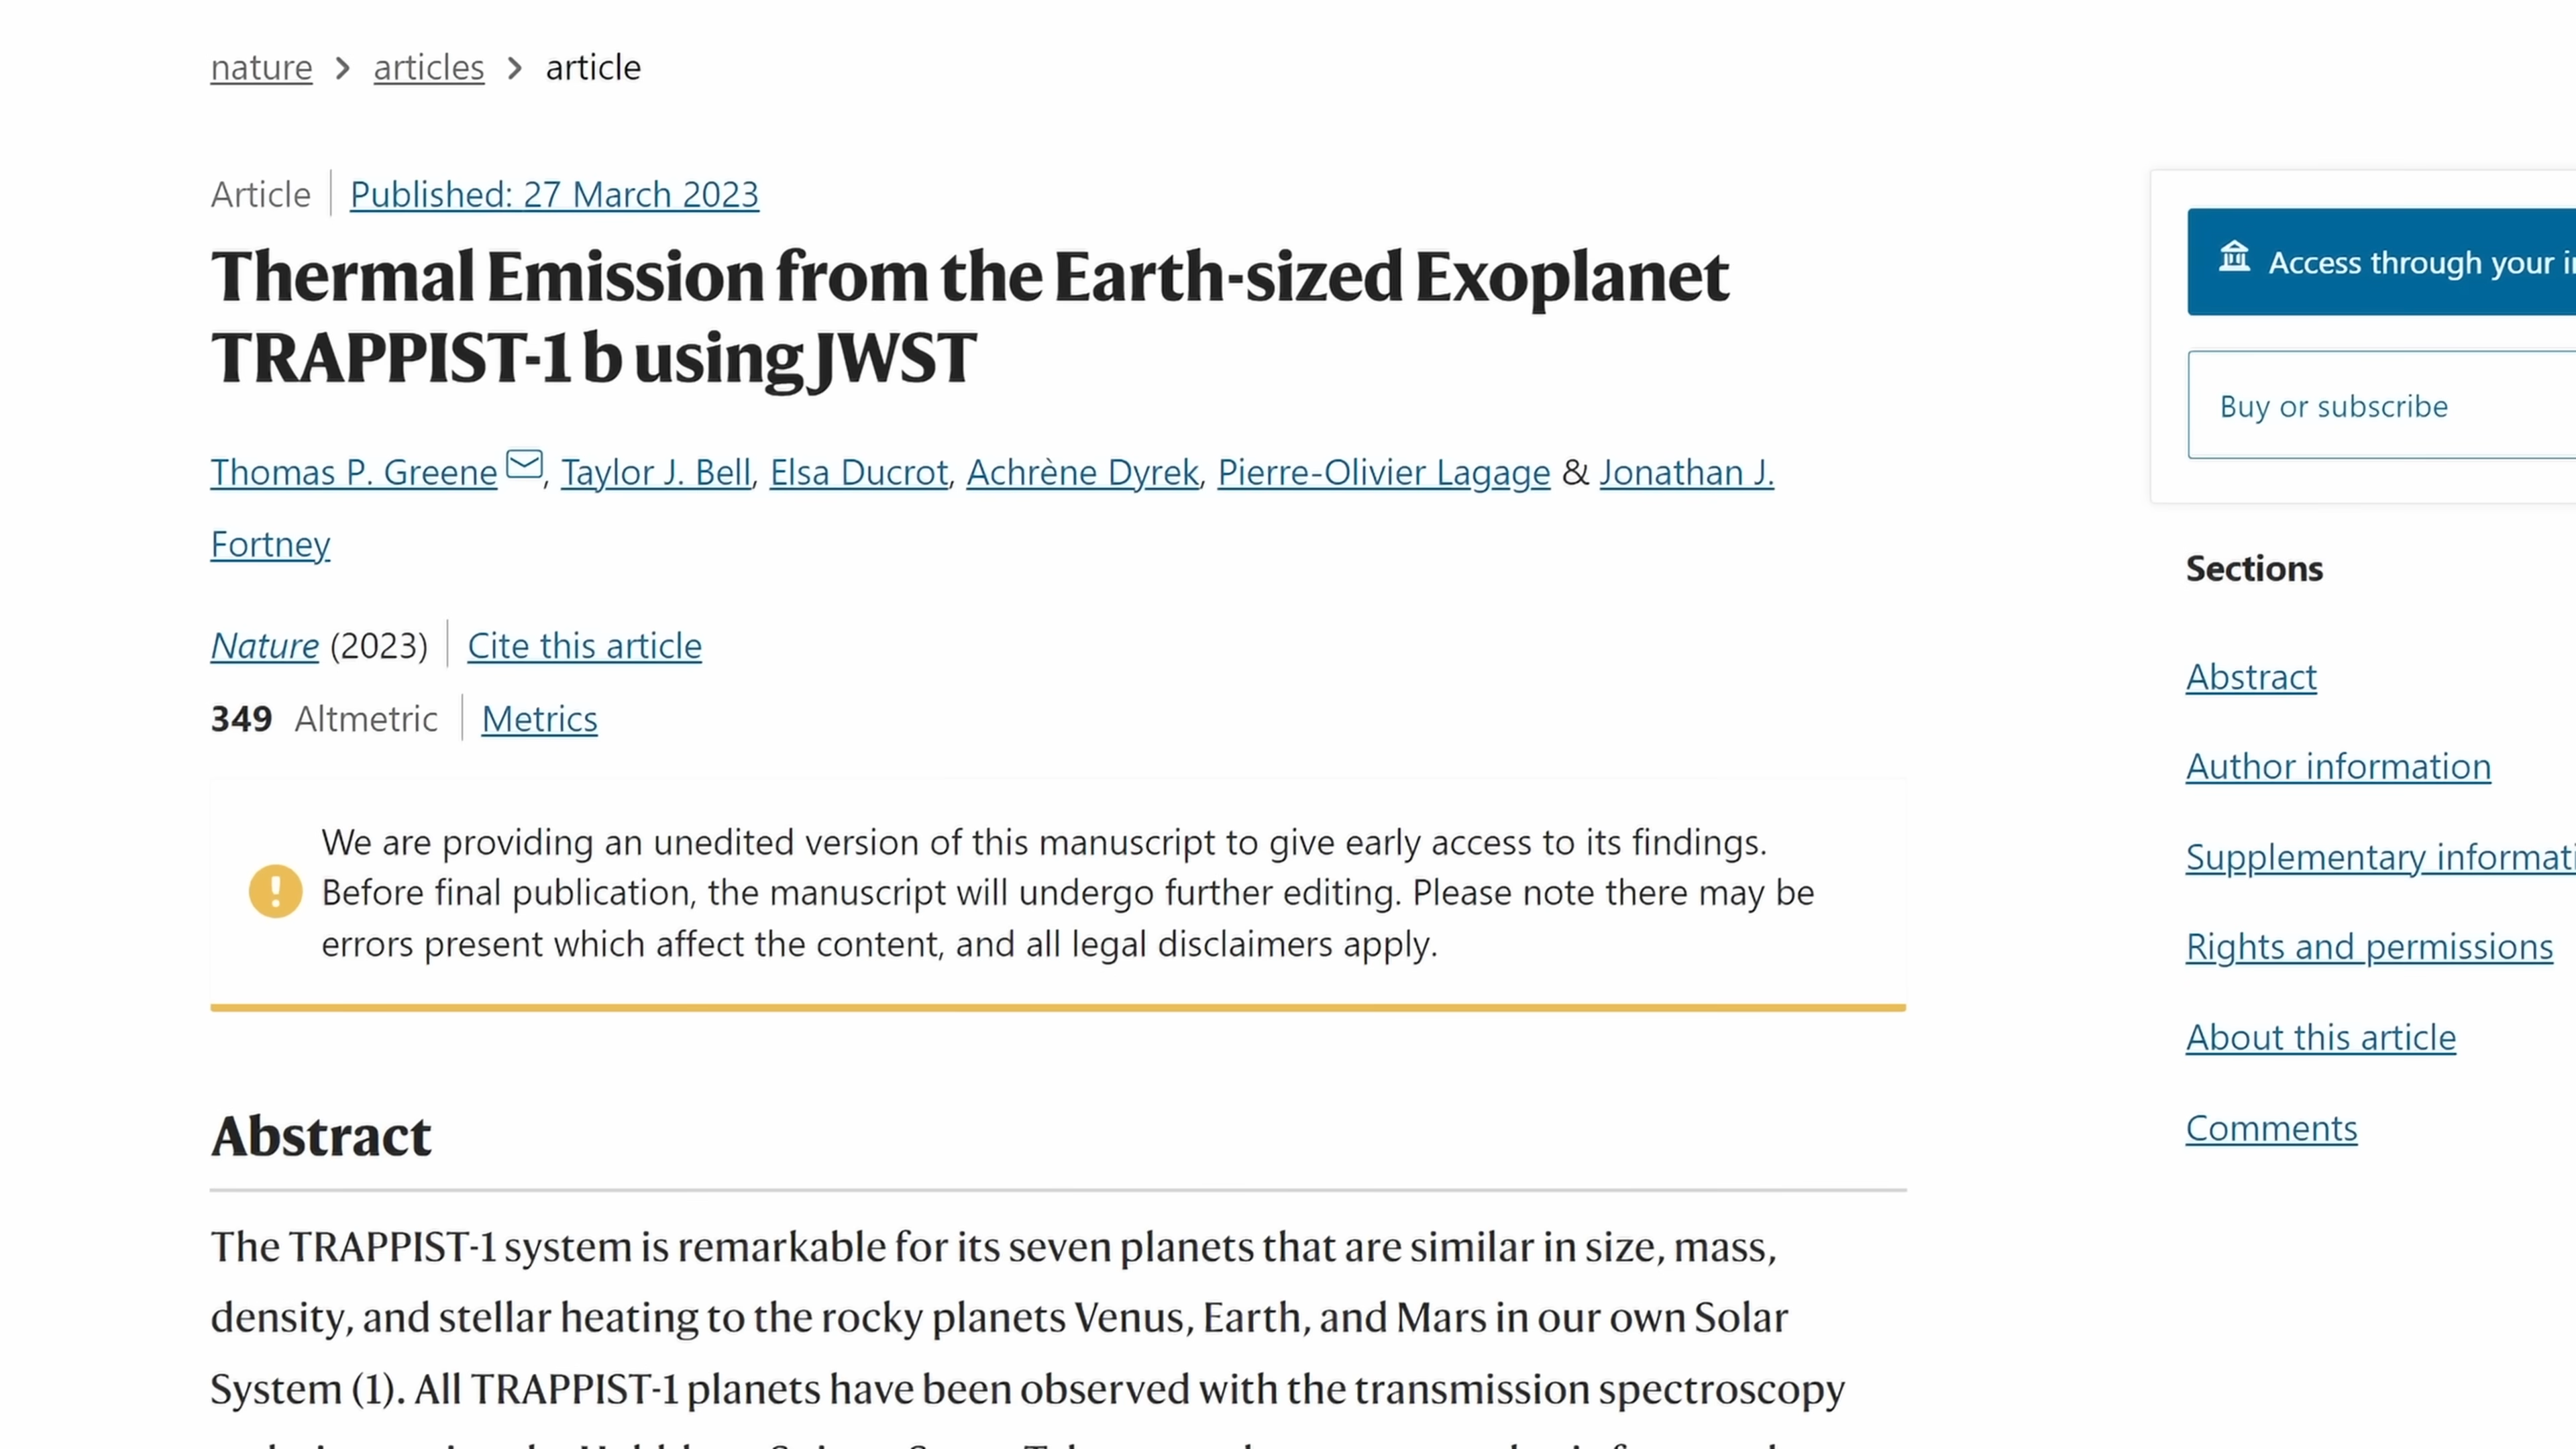 nature > articles > article
Article | Published: 27 March 2023
Thermal Emission from the Earth-sized Exoplanet
TRAPPIST-1 b using JWST
Thomas P. Greene, Taylor J. Bell, Elsa Ducrot, Achrène Dyrek, Pierre-Olivier Lagage & Jonathan J.
Fortney
Nature (2023) | Cite this article
349 Altmetric | Metrics
We are providing an unedited version of this manuscript to give early access to its findings.
Before final publication, the manuscript will undergo further editing. Please note there may be
errors present which affect the content, and all legal disclaimers apply.
Abstract
The TRAPPIST-1 system is remarkable for its seven planets that are similar in size, mass,
density, and stellar heating to the rocky planets Venus, Earth, and Mars in our own Solar
System (1). All TRAPPIST-1 planets have been observed with the transmission spectroscopy
Access through your
Buy or subscribe
Sections
Abstract
Author information
Supplementary informati
Rights and permissions
About this article
Comments